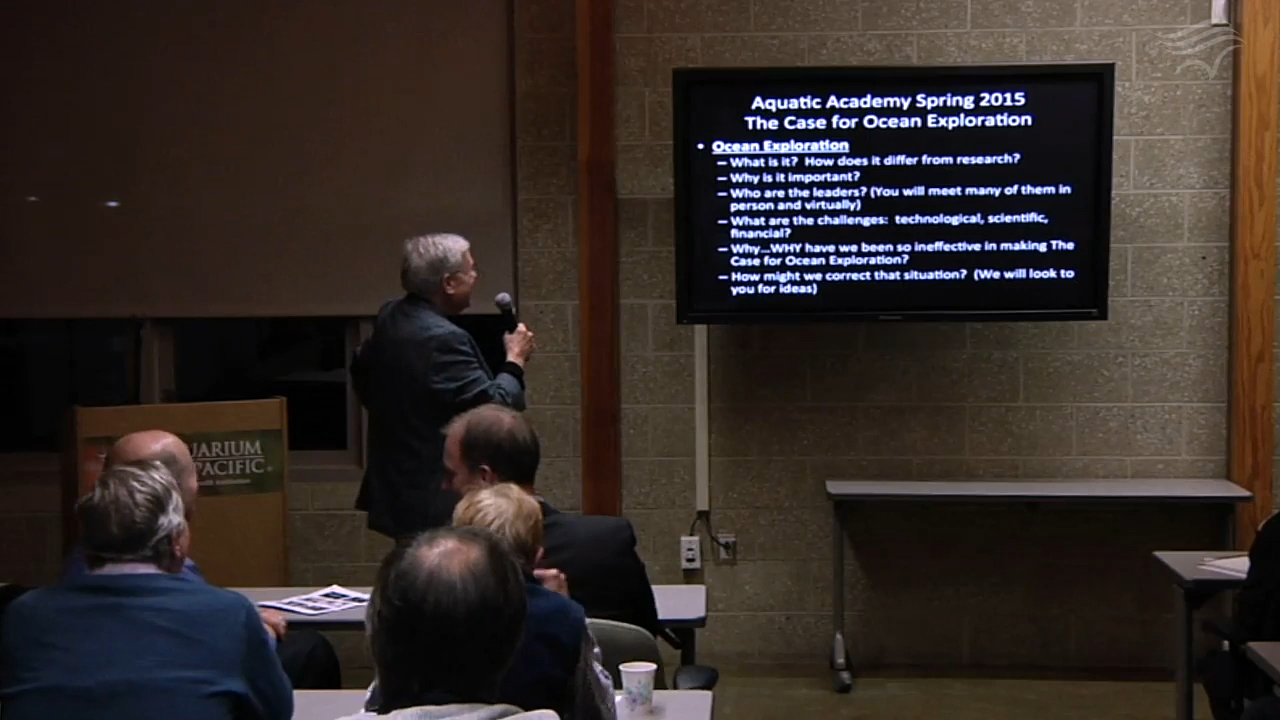 Aquatic Academy Spring 2015
The Case for Ocean Exploration
• Ocean Exploration
– What is it? How does it differ from research?
– Why is it important?
– Who are the leaders? (You will meet many of them in
person and virtually)
– What are the challenges: technological, scientific,
financial?
– Why...WHY have we been so ineffective in making The
Case for Ocean Exploration?
– How might we correct that situation? (We will look to
you for ideas)
UARIUM
PACIFIC